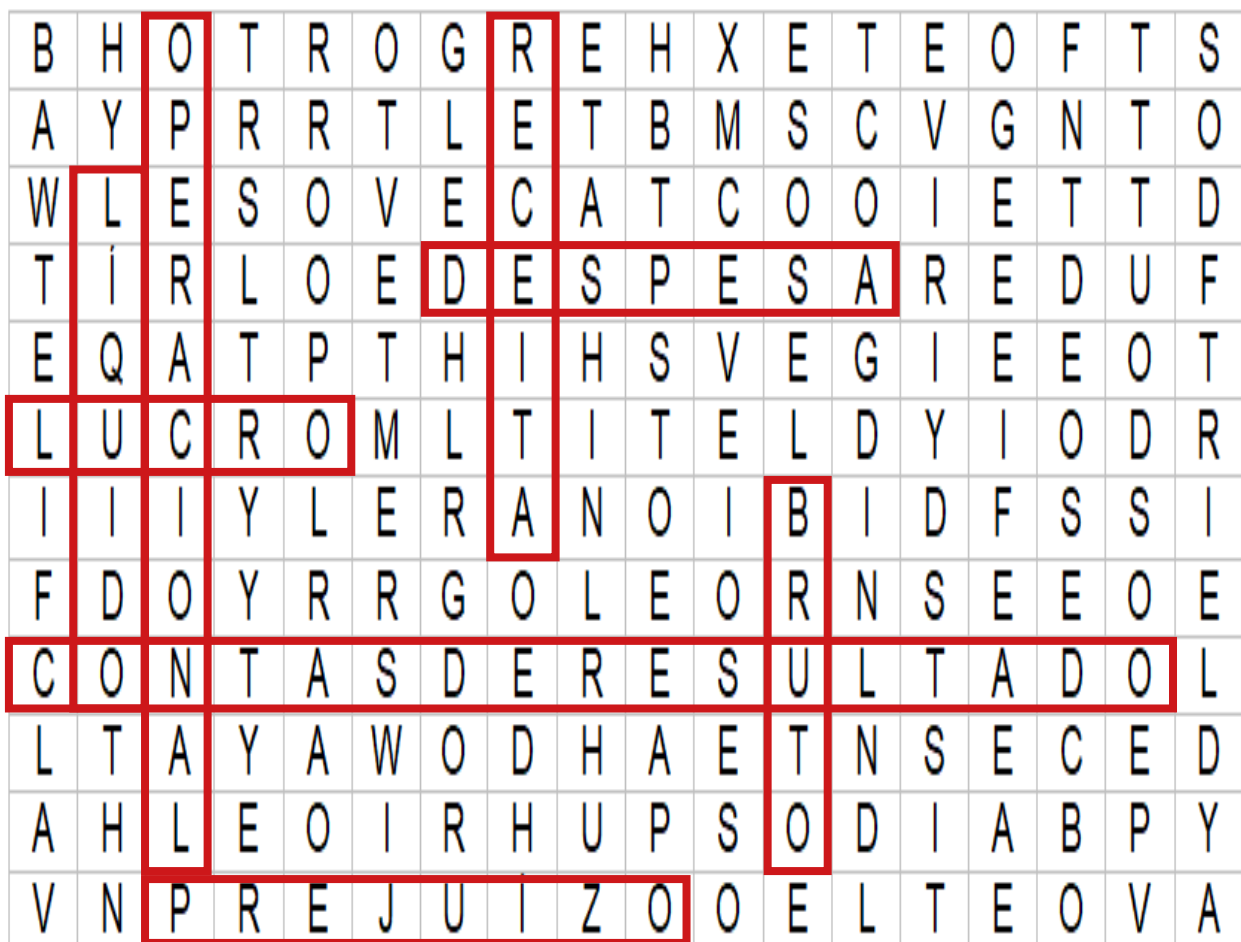 B H O T R O G R E H X E T E O F T S
A Y P R R T L E T B M S C V G N T O
W L E S O V E C A T C O O I E T T D
T Í R L O E D E S P E S A R E D U F
E Q A T P T H I H S V E G I E E O T
L U C R O M L T I T E L D Y I O D R
I I I Y L E R A N O I B I D F S S I
F D O Y R R G O L E O R N S E E O E
C O N T A S D E R E S U L T A D O L
L T A Y A W O D H A E T N S E C E D
A H L E O I R H U P S O D I A B P Y
V N P R E J U Í Z O O E L T E O V A